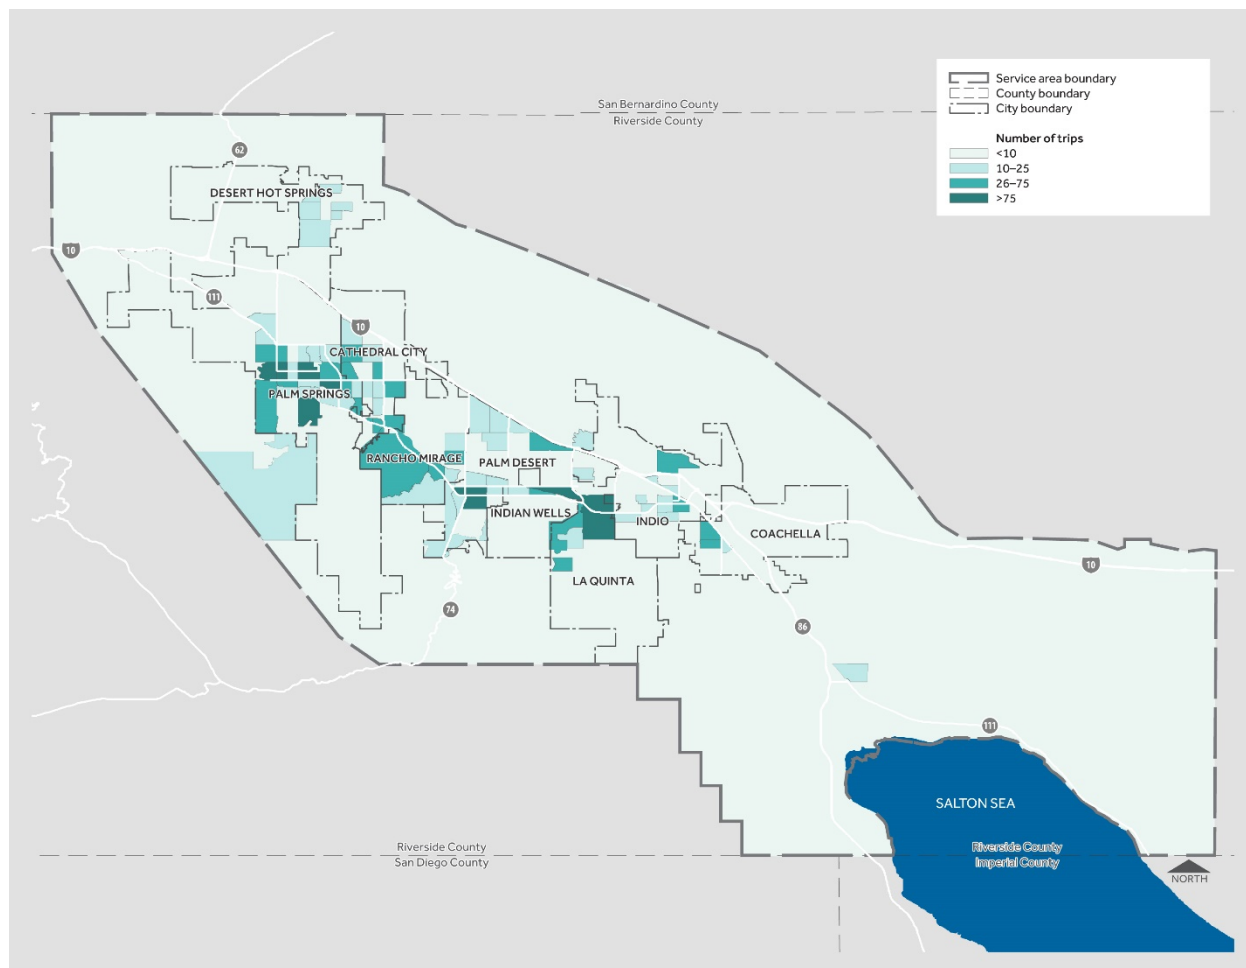 San Bernardino County
Riverside County
Service area boundary
County boundary
City boundary
Number of trips
<10
10–25
26–75
>75
62
DESERT HOT SPRINGS
10
111
10
CATHEDRAL CITY
PALM SPRINGS
RANCHO MIRAGE
PALM DESERT
INDIAN WELLS
INDIO
COACHELLA
10
LA QUINTA
74
86
111
SALTON SEA
Riverside County
San Diego County
Riverside County
Imperial County
NORTH